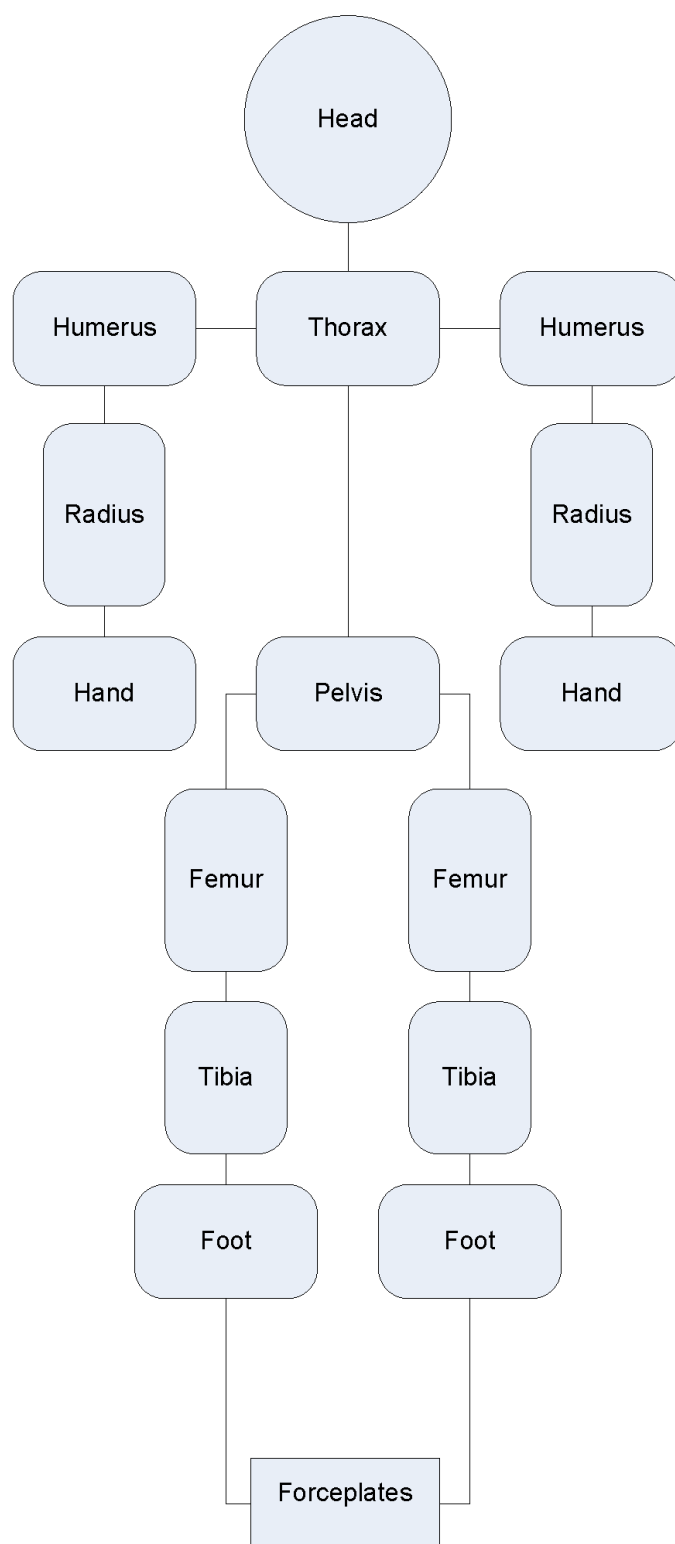 Head
Humerus
Thorax
Humerus
Radius
Radius
Hand
Pelvis
Hand
Femur
Femur
Tibia
Tibia
Foot
Foot
Forceplates